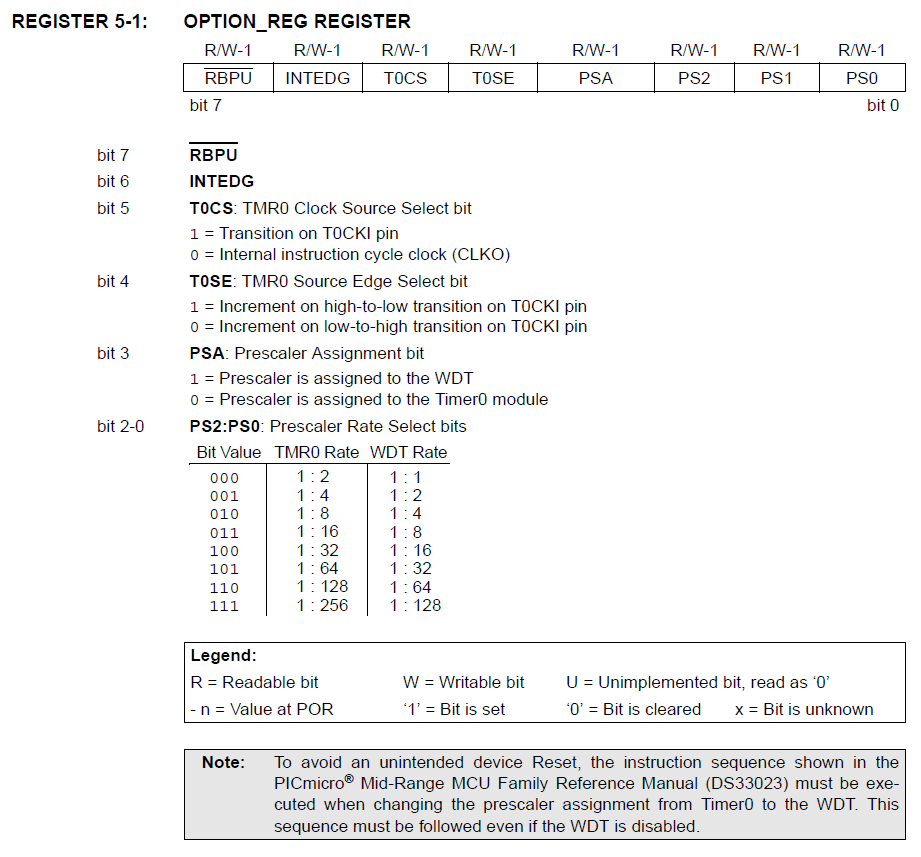 REGISTER 5-1: OPTION_REG REGISTER
R/W-1 R/W-1 R/W-1 R/W-1 R/W-1 R/W-1 R/W-1 R/W-1
RBPU INTEDG T0CS T0SE PSA PS2 PS1 PS0
bit 7 bit 0
bit 7 RBPU
bit 6 INTEDG
bit 5 T0CS: TMR0 Clock Source Select bit
1 = Transition on T0CKI pin
0 = Internal instruction cycle clock (CLKO)
bit 4 T0SE: TMR0 Source Edge Select bit
1 = Increment on high-to-low transition on T0CKI pin
0 = Increment on low-to-high transition on T0CKI pin
bit 3 PSA: Prescaler Assignment bit
1 = Prescaler is assigned to the WDT
0 = Prescaler is assigned to the Timer0 module
bit 2-0 PS2:PS0: Prescaler Rate Select bits
Bit Value TMR0 Rate WDT Rate
000 1 : 2 1 : 1
001 1 : 4 1 : 2
010 1 : 8 1 : 4
011 1 : 16 1 : 8
100 1 : 32 1 : 16
101 1 : 64 1 : 32
110 1 : 128 1 : 64
111 1 : 256 1 : 128
Legend:
R = Readable bit W = Writable bit U = Unimplemented bit, read as ‘0’
- n = Value at POR ‘1’ = Bit is set ‘0’ = Bit is cleared x = Bit is unknown
Note: To avoid an unintended device Reset, the instruction sequence shown in the
PICmicro® Mid-Range MCU Family Reference Manual (DS33023) must be exe-
cuted when changing the prescaler assignment from Timer0 to the WDT. This
sequence must be followed even if the WDT is disabled.